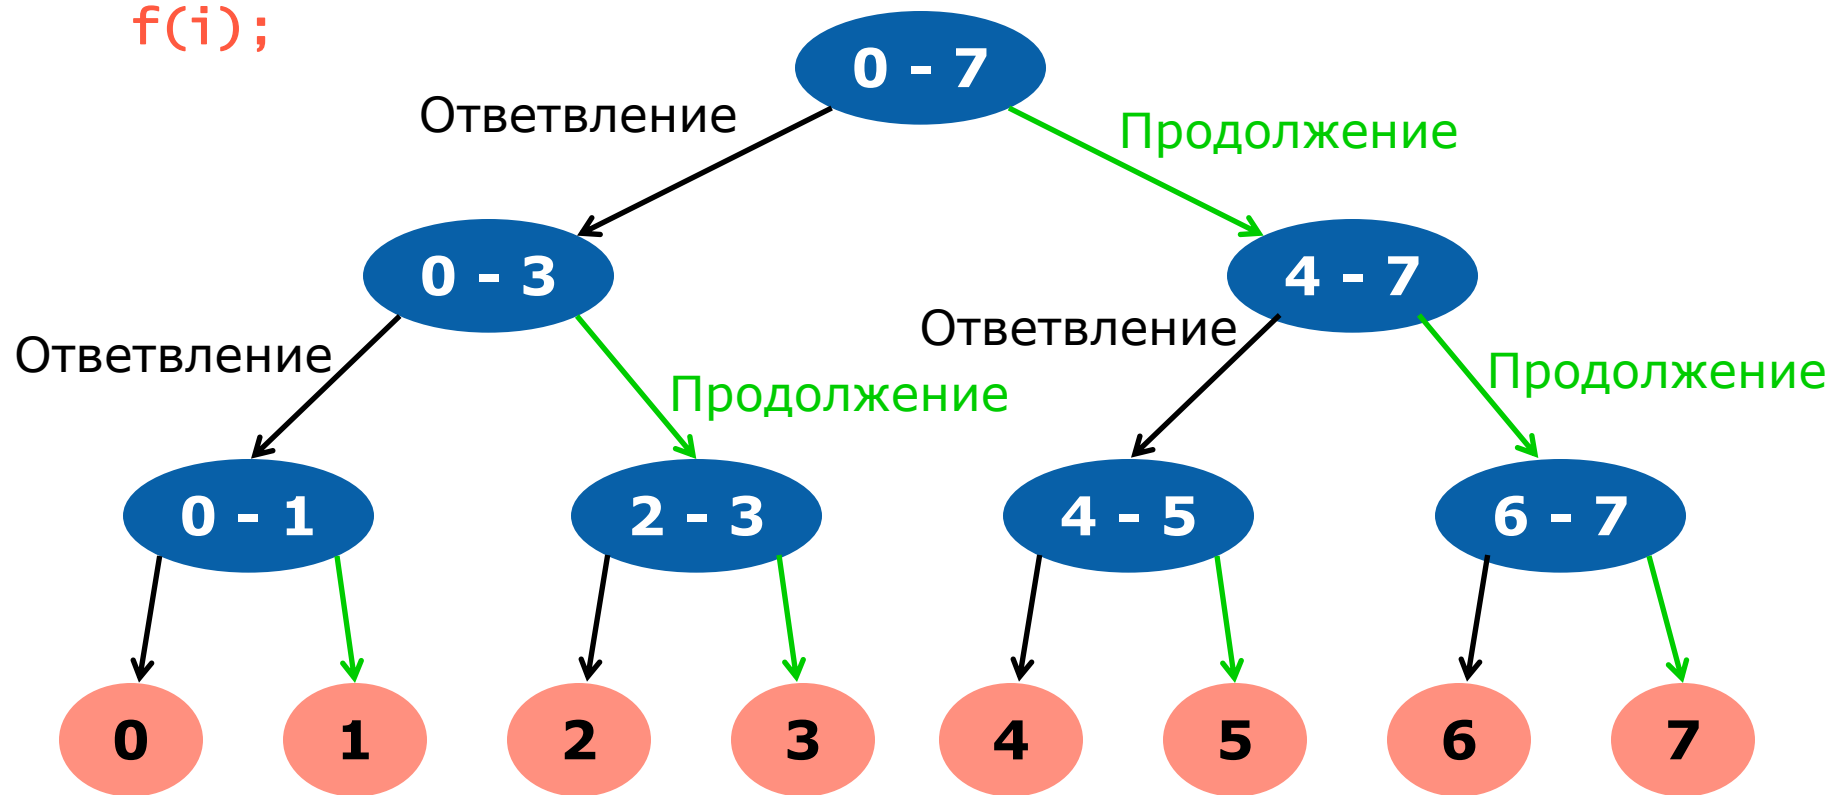 f(i);
0 - 7
Ответвление
Продолжение
0 - 3
4 - 7
Ответвление
Ответвление
Продолжение
Продолжение
0 - 1
2 - 3
4 - 5
6 - 7
0
1
2
3
4
5
6
7